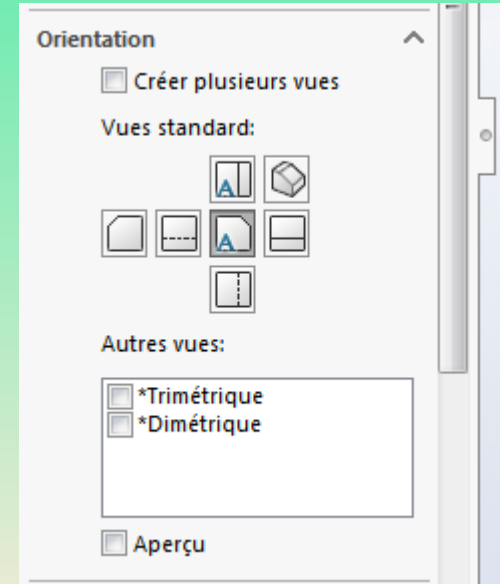 Orientation
Créer plusieurs vues
Vues standard:
A
A
Autres vues:
*Trimétrique
*Dimétrique
Aperçu